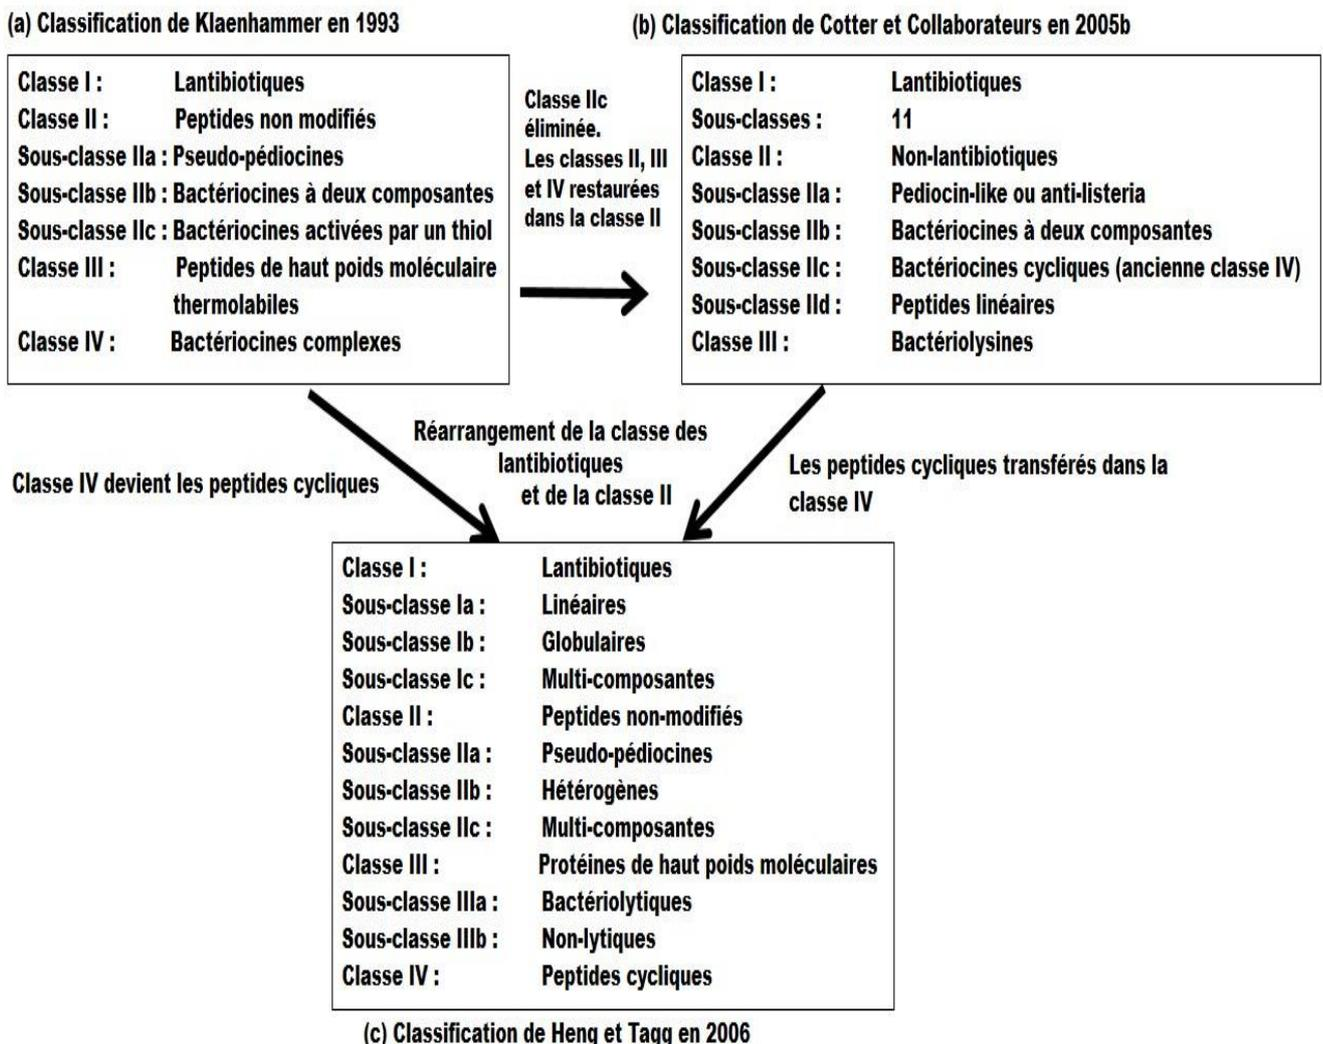 (a) Classification de Klaenhammer en 1993
Classe I : Lantibiotiques
Classe II : Peptides non modifiés
Sous-classe IIa : Pseudo-pédiocines
Sous-classe IIb : Bactériocines à deux composantes
Sous-classe IIc : Bactériocines activées par un thiol
Classe III : Peptides de haut poids moléculaire
thermolabiles
Classe IV : Bactériocines complexes
Classe IIc
éliminée.
Les classes II, III
et IV restaurées
dans la classe II
(b) Classification de Cotter et Collaborateurs en 2005b
Classe I : Lantibiotiques
Sous-classes : 11
Classe II : Non-lantibiotiques
Sous-classe IIa : Pediocin-like ou anti-listeria
Sous-classe IIb : Bactériocines à deux composantes
Sous-classe IIc : Bactériocines cycliques (ancienne classe IV)
Sous-classe IId : Peptides linéaires
Classe III : Bactériolysines
Classe IV devient les peptides cycliques
Réarrangement de la classe des
lantibiotiques
et de la classe II
Les peptides cycliques transférés dans la
classe IV
Classe I : Lantibiotiques
Sous-classe Ia : Linéaires
Sous-classe Ib : Globulaires
Sous-classe Ic : Multi-composantes
Classe II : Peptides non-modifiés
Sous-classe IIa : Pseudo-pédiocines
Sous-classe IIb : Hétérogènes
Sous-classe IIc : Multi-composantes
Classe III : Protéines de haut poids moléculaires
Sous-classe IIIa : Bactériolytiques
Sous-classe IIIb : Non-lytiques
Classe IV : Peptides cycliques
(c) Classification de Heng et Tagg en 2006